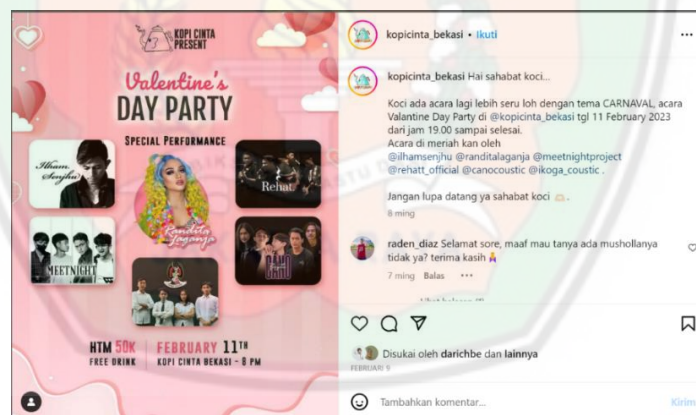 KOPI CINTA
PRESENT
Valentine's
DAY PARTY
SPECIAL PERFORMANCE
Ilham
Senjhu
Randita
Laganja
Rehat
MEETNIGHT
CANO
HTM 50K
FREE DRINK
FEBRUARY 11TH
KOPI CINTA BEKASI - 8 PM
kopicinta_bekasi • Ikuti
kopicinta_bekasi Hai sahabat koci...
Koci ada acara lagi lebih seru loh dengan tema CARNAVAL, acara
Valantine Day Party di @kopicinta_bekasi tgl 11 February 2023
dari jam 19.00 sampai selesai.
Acara di meriah kan oleh
@ilhamsenjhu @randitalaganja @meetnightproject
@rehatt_official @canocoustic @ikoga_coustic .
Jangan lupa datang ya sahabat koci 🫶🏻.
8 ming
raden_diaz Selamat sore, maaf mau tanya ada mushollanya
tidak ya? terima kasih 🙏
7 ming Balas
Disukai oleh darichbe dan lainnya
FEBRUARI 9
Tambahkan komentar...
Kirim